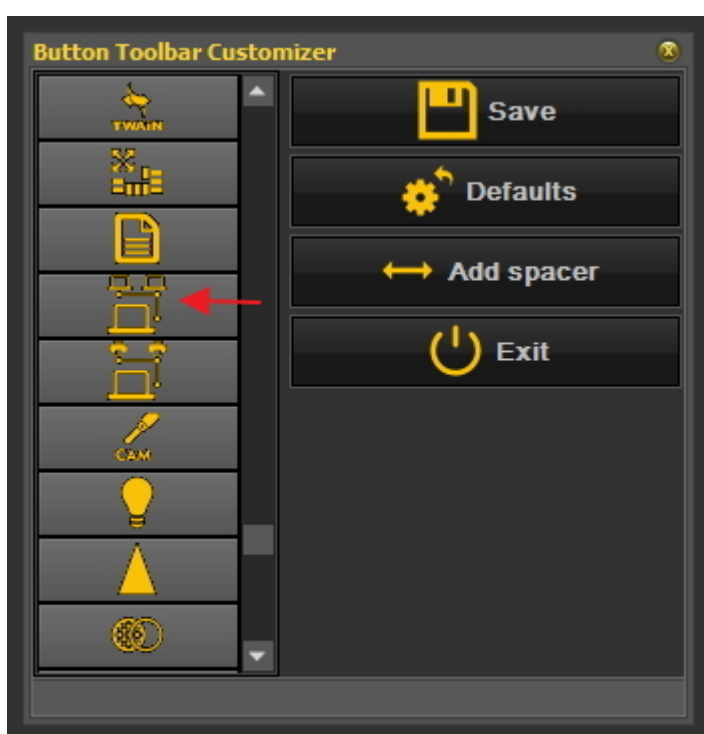 Button Toolbar Customizer
TWAIN
CAM
Save
Defaults
Add spacer
Exit